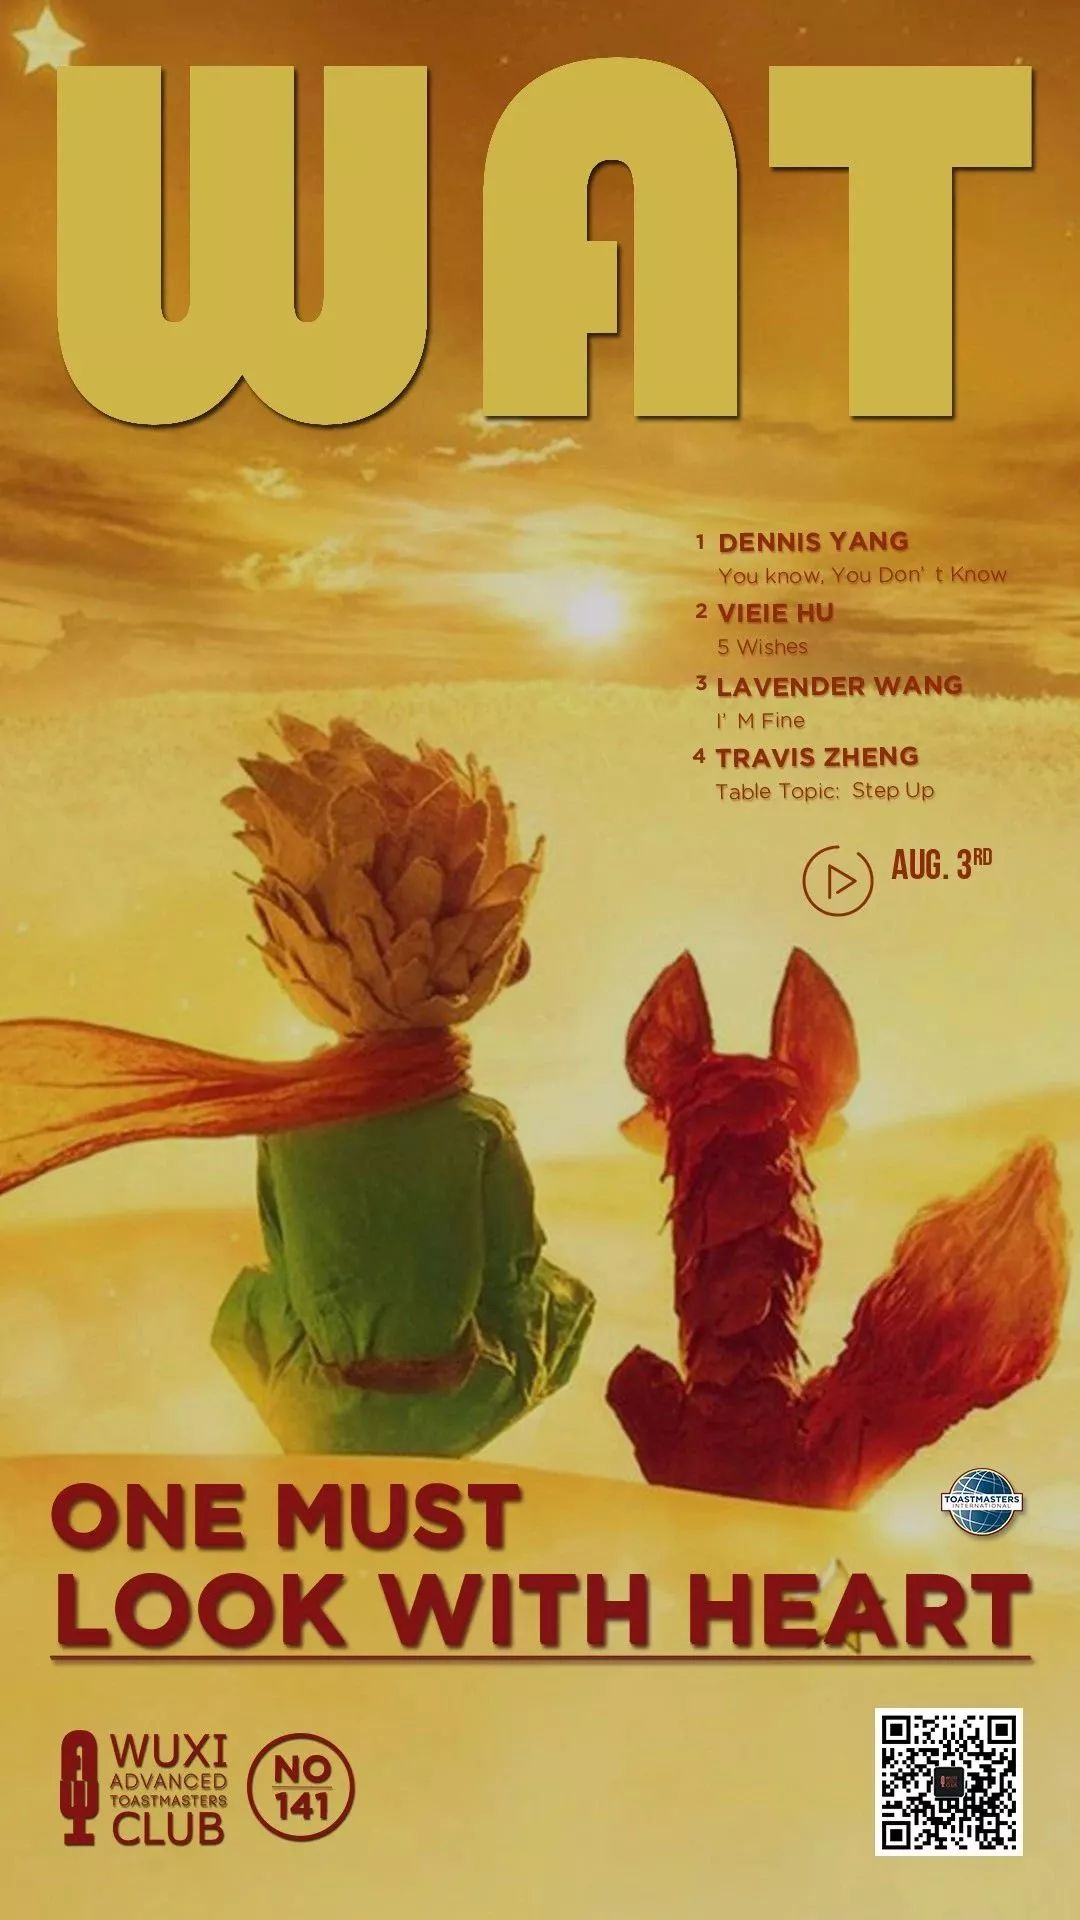 WAT
1 DENNIS YANG
You know, You Don’ t Know
2 VIEIE HU
5 Wishes
3 LAVENDER WANG
I’ M Fine
4 TRAVIS ZHENG
Table Topic: Step Up
AUG. 3RD
ONE MUST
TOASTMASTERS
INTERNATIONAL
LOOK WITH HEART
WUXI
ADVANCED
TOASTMASTERS
CLUB
NO
141